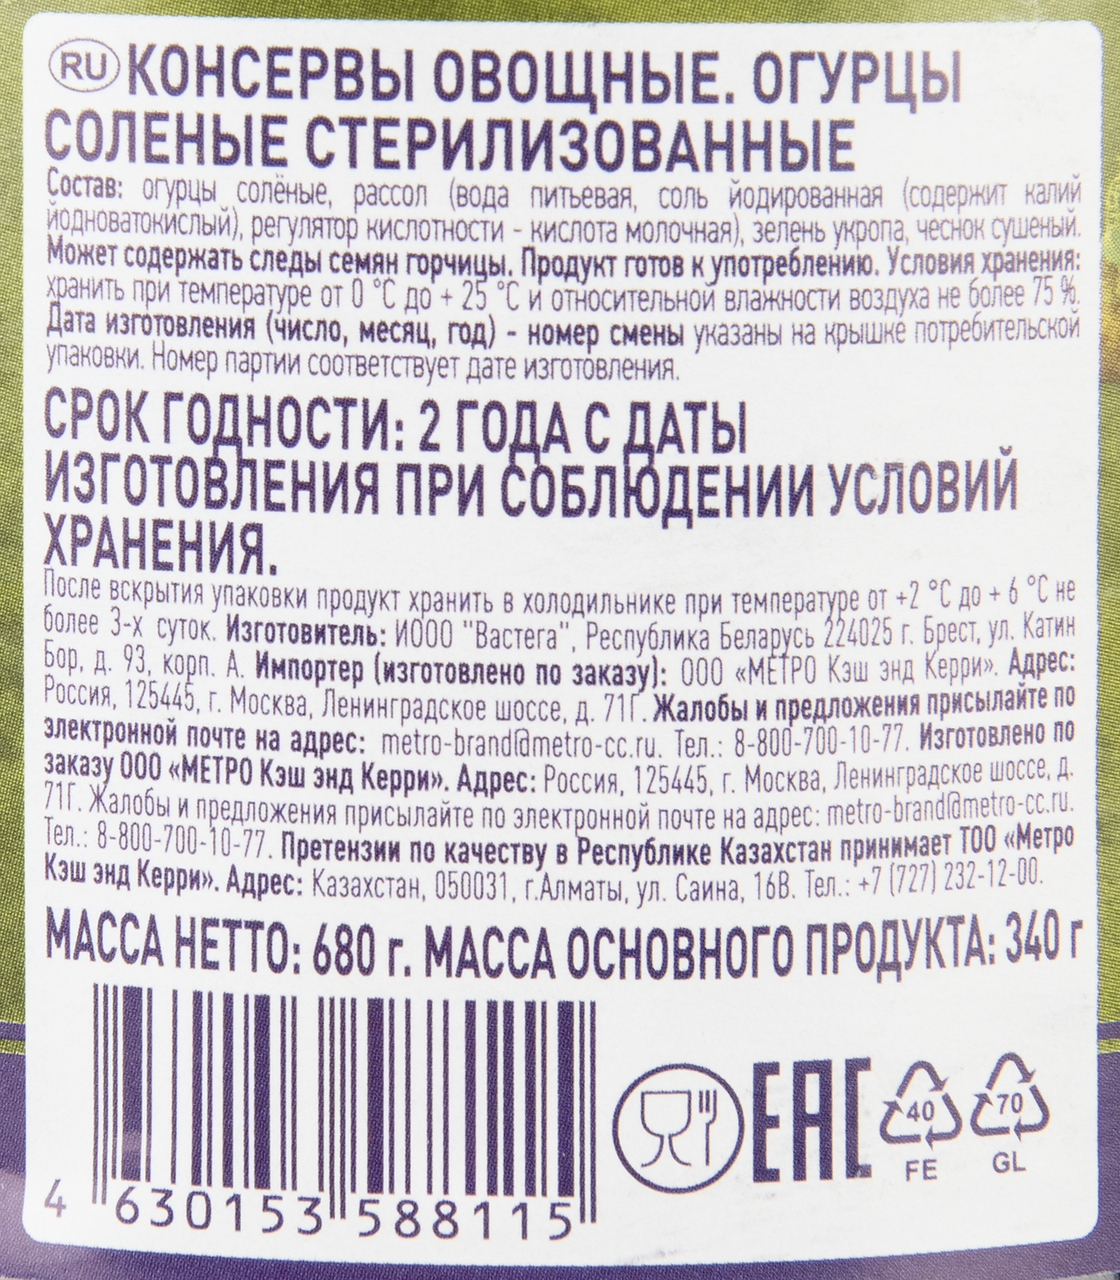 RU КОНСЕРВЫ ОВОЩНЫЕ. ОГУРЦЫ
СОЛЕНЫЕ СТЕРИЛИЗОВАННЫЕ
Состав: огурцы солёные, рассол (вода питьевая, соль йодированная (содержит калий
йодноватокислый), регулятор кислотности - кислота молочная), зелень укропа, чеснок сушеный.
Может содержать следы семян горчицы. Продукт готов к употреблению. Условия хранения:
хранить при температуре от 0 °С до + 25 °С и относительной влажности воздуха не более 75 %.
Дата изготовления (число, месяц, год) - номер смены указаны на крышке потребительской
упаковки. Номер партии соответствует дате изготовления.
СРОК ГОДНОСТИ: 2 ГОДА С ДАТЫ
ИЗГОТОВЛЕНИЯ ПРИ СОБЛЮДЕНИИ УСЛОВИЙ
ХРАНЕНИЯ.
После вскрытия упаковки продукт хранить в холодильнике при температуре от +2 °С до + 6 °С не
более 3-х суток. Изготовитель: ИООО "Вастега", Республика Беларусь 224025 г. Брест, ул. Катин
Бор, д. 93, корп. А. Импортер (изготовлено по заказу): ООО «МЕТРО Кэш энд Керри». Адрес:
Россия, 125445, г. Москва, Ленинградское шоссе, д. 71Г. Жалобы и предложения присылайте по
электронной почте на адрес: metro-brand@metro-cc.ru. Тел.: 8-800-700-10-77. Изготовлено по
заказу ООО «МЕТРО Кэш энд Керри». Адрес: Россия, 125445, г. Москва, Ленинградское шоссе, д.
71Г. Жалобы и предложения присылайте по электронной почте на адрес: metro-brand@metro-cc.ru.
Тел.: 8-800-700-10-77. Претензии по качеству в Республике Казахстан принимает ТОО «Метро
Кэш энд Керри». Адрес: Казахстан, 050031, г.Алматы, ул. Саина, 16В. Тел.: +7 (727) 232-12-00.
МАССА НЕТТО: 680 г. МАССА ОСНОВНОГО ПРОДУКТА: 340 г
EAC
40 70
FE GL
4 630153 588115